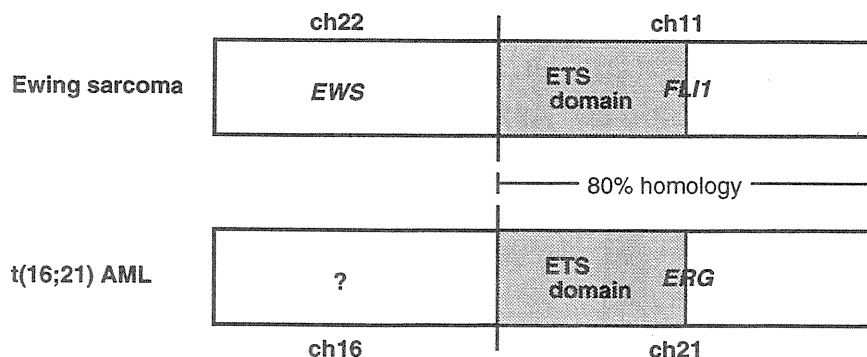 ch22 ch11
Ewing sarcoma
EWS
ETS
domain
FLI1
80% homology
t(16;21) AML
?
ETS
domain
ERG
ch16 ch21